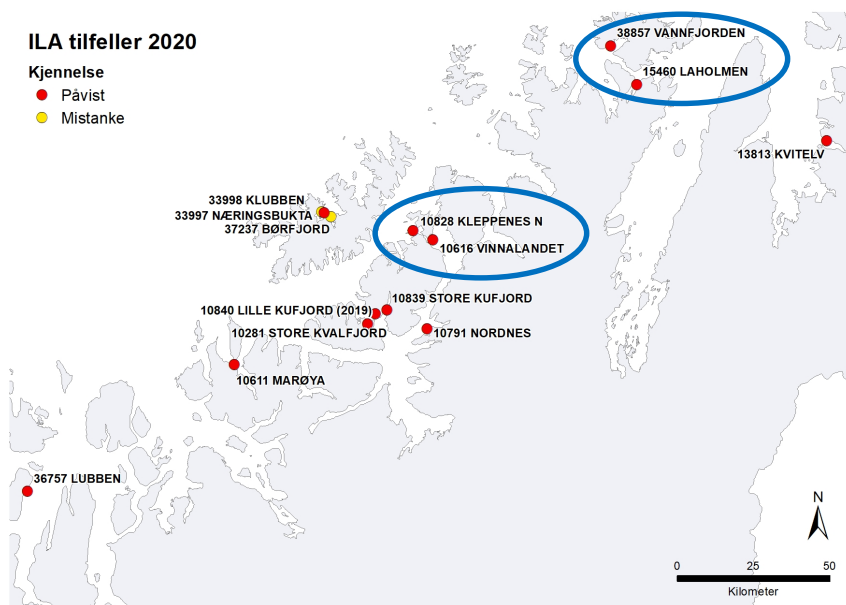 ILA tilfeller 2020
Kjennelse
Påvist
Mistanke
38857 VANNFJORDEN
15460 LAHOLMEN
13813 KVITELV
33998 KLUBBEN
33997 NÆRINGSBUKTA
37237 BØRFJORD
10828 KLEPPENES N
10616 VINNALANDET
10839 STORE KUFJORD
10840 LILLE KUFJORD (2019)
10281 STORE KVALFJORD
10791 NORDNES
10611 MARØYA
36757 LUBBEN
N
0 25 50
Kilometer